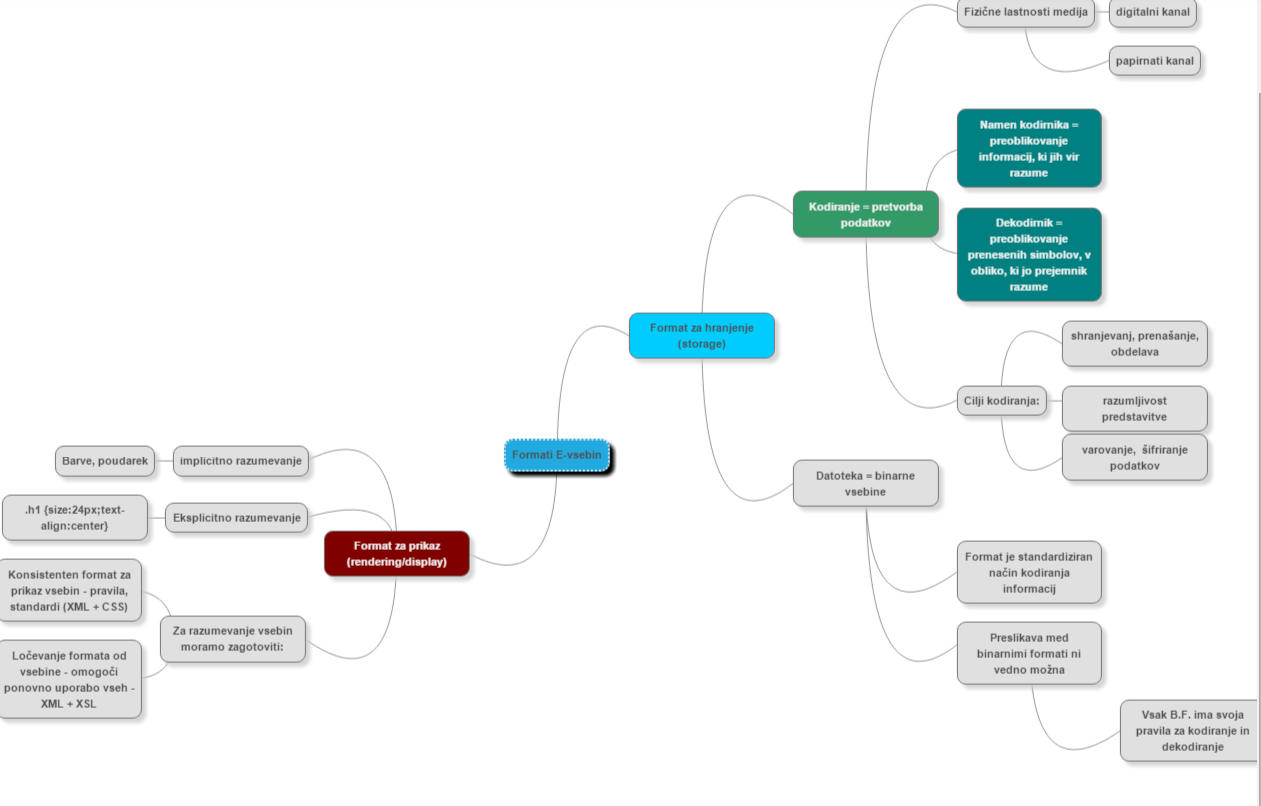 Fizične lastnosti medija
digitalni kanal
papirnati kanal
Namen kodirnika =
preoblikovanje
informacij, ki jih vir
razume
Kodiranje = pretvorba
podatkov
Dekodirnik =
preoblikovanje
prenesenih simbolov, v
obliko, ki jo prejemnik
razume
Format za hranjenje
(storage)
shranjevanj, prenašanje,
obdelava
Cilji kodiranja:
razumljivost
predstavitve
varovanje, šifriranje
podatkov
Formati E-vsebin
Datoteka = binarne
vsebine
Format je standardiziran
način kodiranja
informacij
Preslikava med
binarnimi formati ni
vedno možna
Vsak B.F. ima svoja
pravila za kodiranje in
dekodiranje
Format za prikaz
(rendering/display)
implicitno razumevanje
Barve, poudarek
Eksplicitno razumevanje
.h1 {size:24px;text-
align:center}
Za razumevanje vsebin
moramo zagotoviti:
Konsistenten format za
prikaz vsebin - pravila,
standardi (XML + CSS)
Ločevanje formata od
vsebine - omogoči
ponovno uporabo vseh -
XML + XSL